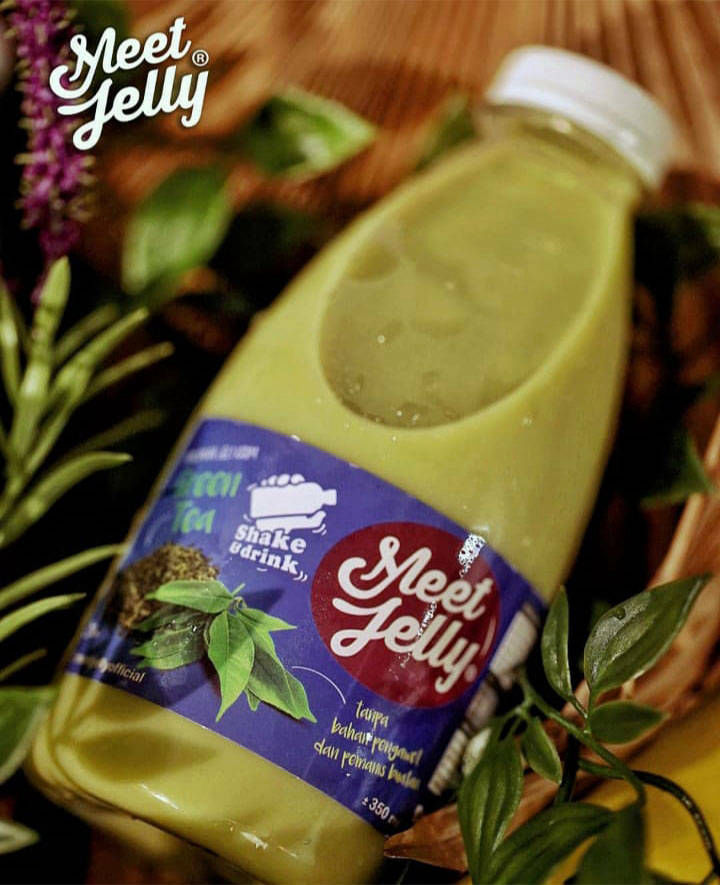 Meet
Jelly®
Green
Tea
Shake
& drink
Meet
Jelly®
tanpa
bahan pengawet
dan pemanis buatan
± 350